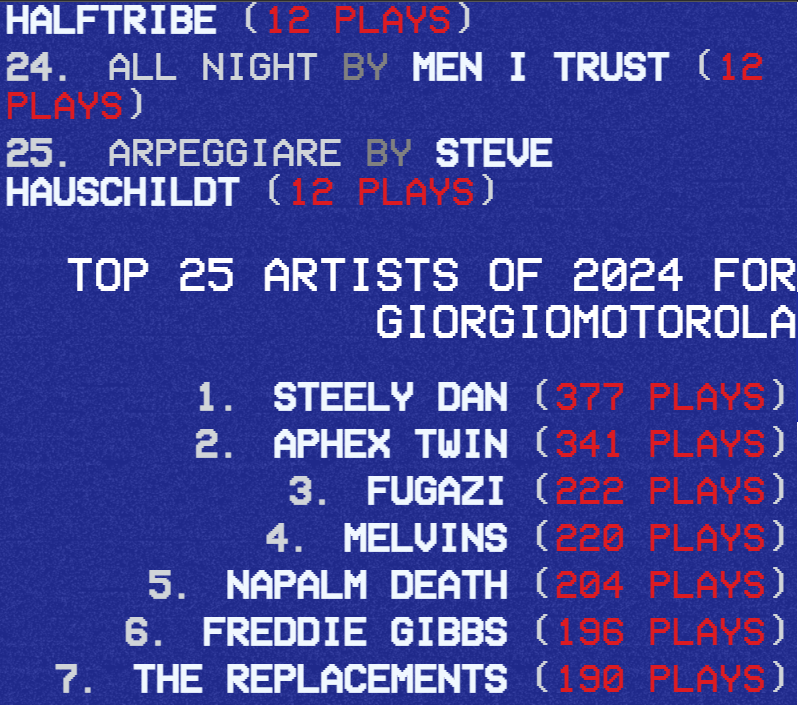 HALFTRIBE (12 PLAYS)
24. ALL NIGHT BY MEN I TRUST (12
PLAYS)
25. ARPEGGIARE BY STEVE
HAUSCHILDT (12 PLAYS)
TOP 25 ARTISTS OF 2024 FOR
GIORGIOMOTOROLA
1. STEELY DAN (377 PLAYS)
2. APHEX TWIN (341 PLAYS)
3. FUGAZI (222 PLAYS)
4. MELVINS (220 PLAYS)
5. NAPALM DEATH (204 PLAYS)
6. FREDDIE GIBBS (196 PLAYS)
7. THE REPLACEMENTS (190 PLAYS)